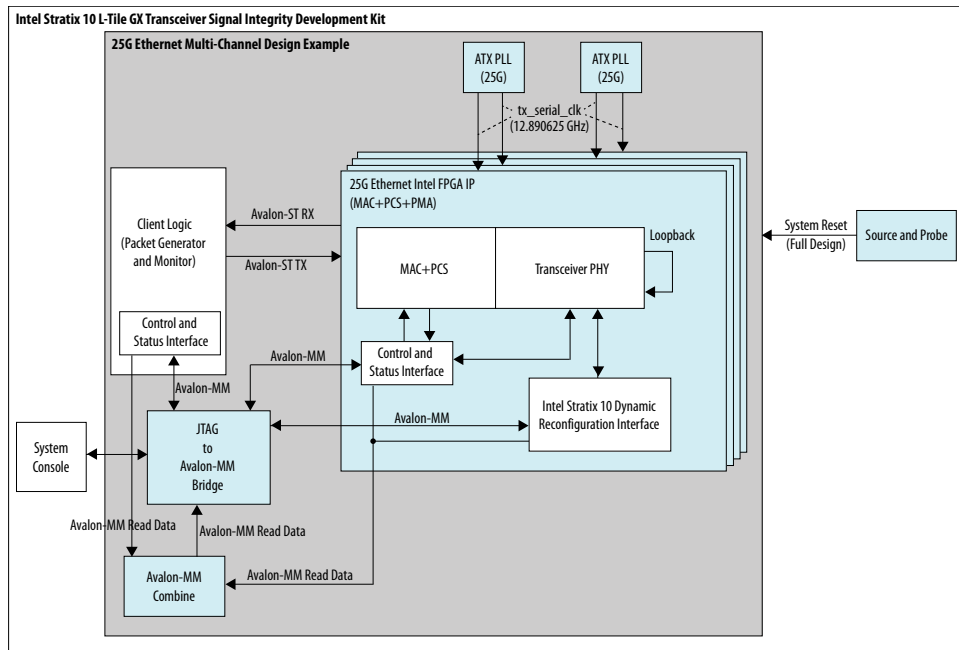 Intel Stratix 10 L-Tile GX Transceiver Signal Integrity Development Kit
25G Ethernet Multi-Channel Design Example
ATX PLL
(25G)
ATX PLL
(25G)
tx_serial_clk
(12.890625 GHz)
25G Ethernet Intel FPGA IP
(MAC+PCS+PMA)
Client Logic
(Packet Generator
and Monitor)
Avalon-ST RX
Avalon-ST TX
MAC+PCS
Transceiver PHY
Loopback
System Reset
(Full Design)
Source and Probe
Control and
Status Interface
Control and
Status Interface
Avalon-MM
Avalon-MM
Avalon-MM
Intel Stratix 10 Dynamic
Reconfiguration Interface
JTAG
to
Avalon-MM
Bridge
System
Console
Avalon-MM Read Data
Avalon-MM Read Data
Avalon-MM Read Data
Avalon-MM
Combine